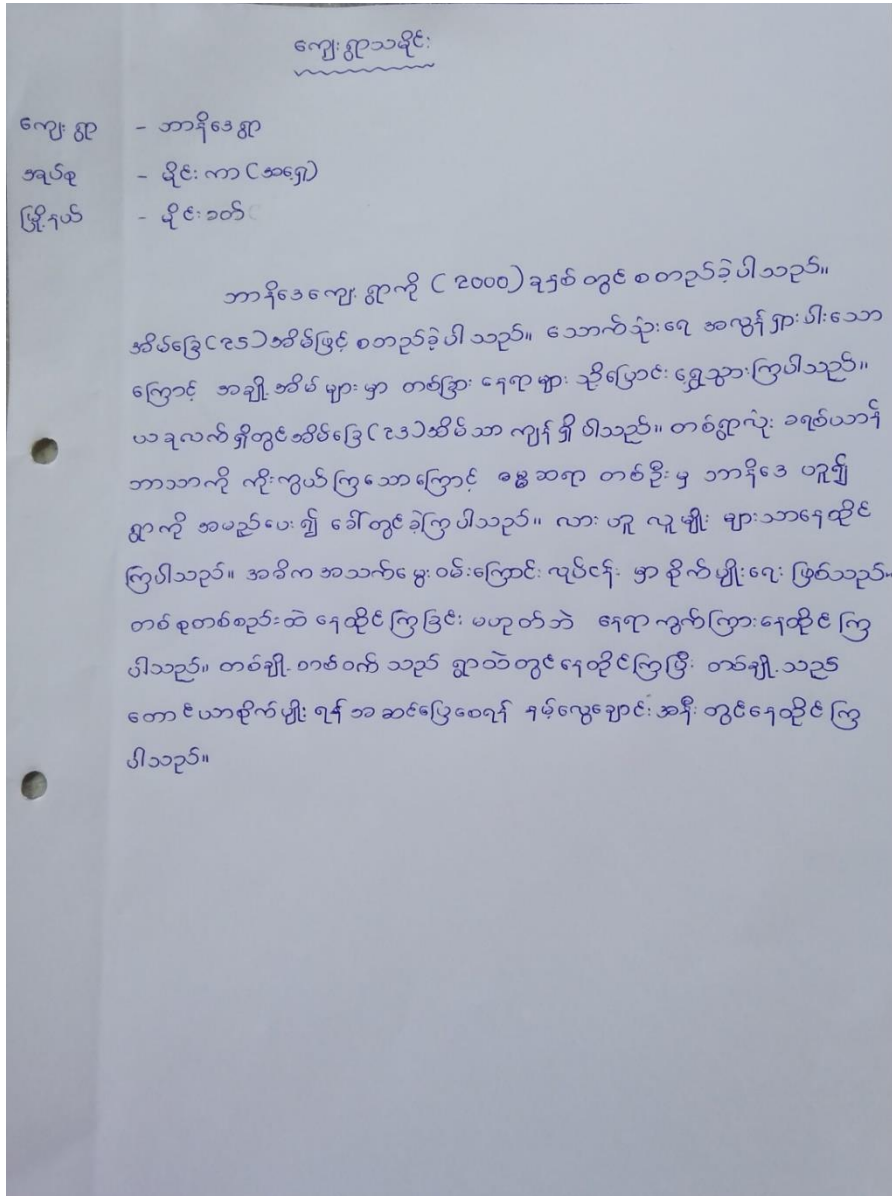 ကျေးရွာသမိုင်း
ကျေးရွာ - ဘာနိဒေရွာ
အုပ်စု - မိုင်းကာ (အရှေ့)
မြို့နယ် - မိုင်းခတ်
ဘာနိဒေကျေးရွာကို (၂၀၀၀) ခုနှစ်တွင် စတည်ခဲ့ပါသည်။
အိမ်ခြေ (၃၅) အိမ်ဖြင့် စတည်ခဲ့ပါသည်။ သောက်သုံးရေ အလွန်ရှားပါးသော
ကြောင့် အချို့အိမ်များမှာ တစ်ခြားနေရာများသို့ပြောင်းရွှေ့သွားကြပါသည်။
ယခုလက်ရှိတွင်အိမ်ခြေ (၂၃) အိမ်သာ ကျန်ရှိပါသည်။ တစ်ရွာလုံး ခရစ်ယာန်
ဘာသာကို ကိုးကွယ်ကြသောကြောင့် ဓမ္မဆရာ တစ်ဦးမှ ဘာနိဒေ ဟူ၍
ရွာကို အမည်ပေး၍ ခေါ်တွင်ခဲ့ကြပါသည်။ လားဟူ လူမျိုးများသာနေထိုင်
ကြပါသည်။ အဓိက အသက်မွေးဝမ်းကြောင်းလုပ်ငန်းမှာ စိုက်ပျိုးရေး ဖြစ်သည်။
တစ်စုတစ်စည်းထဲ နေထိုင်ကြခြင်း မဟုတ်ဘဲ နေရာကွက်ကြားနေထိုင်ကြ
ပါသည်။ တစ်ချို့တစ်ဝက်သည် ရွာထဲတွင်နေထိုင်ကြပြီး တစ်ချို့သည်
တောင်ယာစိုက်ပျိုးရန် အဆင်ပြေစေရန် နမ့်လွေချောင်းအနီးတွင်နေထိုင်ကြ
ပါသည်။